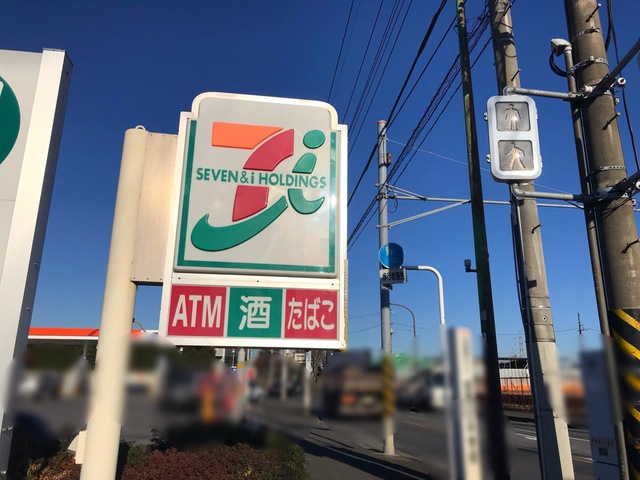 SEVEN & i HOLDINGS
ATM 酒 たばこ